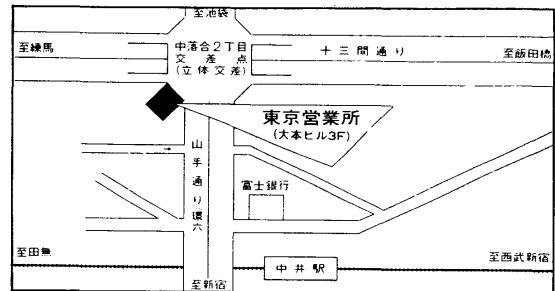 至池袋
至練馬
中落合2丁目
交差点
(立体交差)
十三間通り
至飯田橋
東京営業所
(大本ビル3F)
山手通り環六
富士銀行
至田無
至西武新宿
中井駅
至新宿